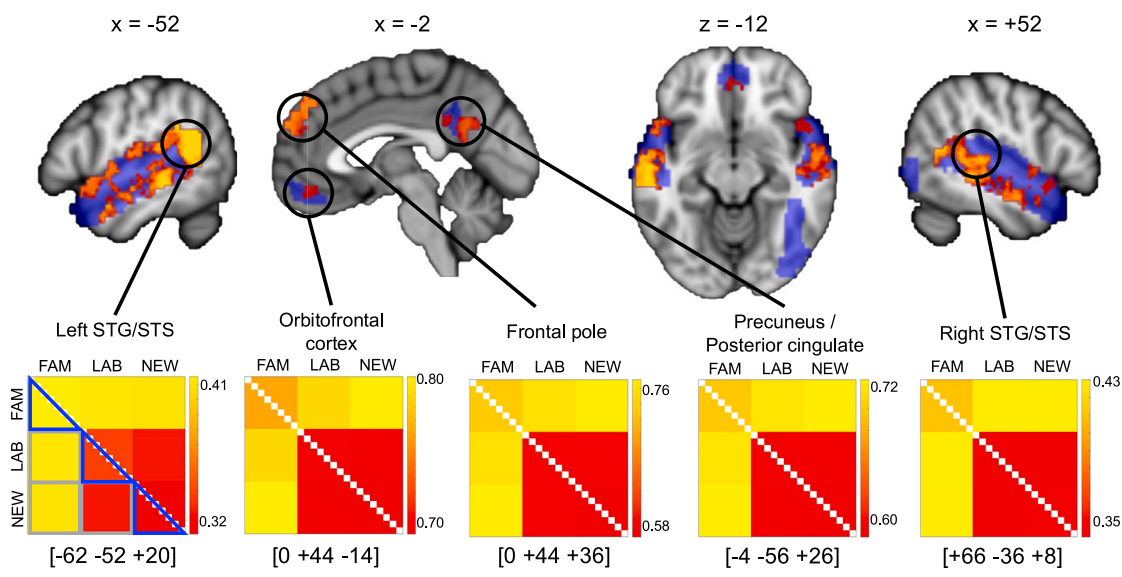 x = -52
x = -2
z = -12
x = +52
Left STG/STS
Orbitofrontal
cortex
Frontal pole
Precuneus /
Posterior cingulate
Right STG/STS
FAM LAB NEW
FAM
LAB
NEW
0.41
0.32
[-62 -52 +20]
FAM LAB NEW
0.80
0.70
[0 +44 -14]
FAM LAB NEW
0.76
0.58
[0 +44 +36]
FAM LAB NEW
0.72
0.60
[-4 -56 +26]
FAM LAB NEW
0.43
0.35
[+66 -36 +8]